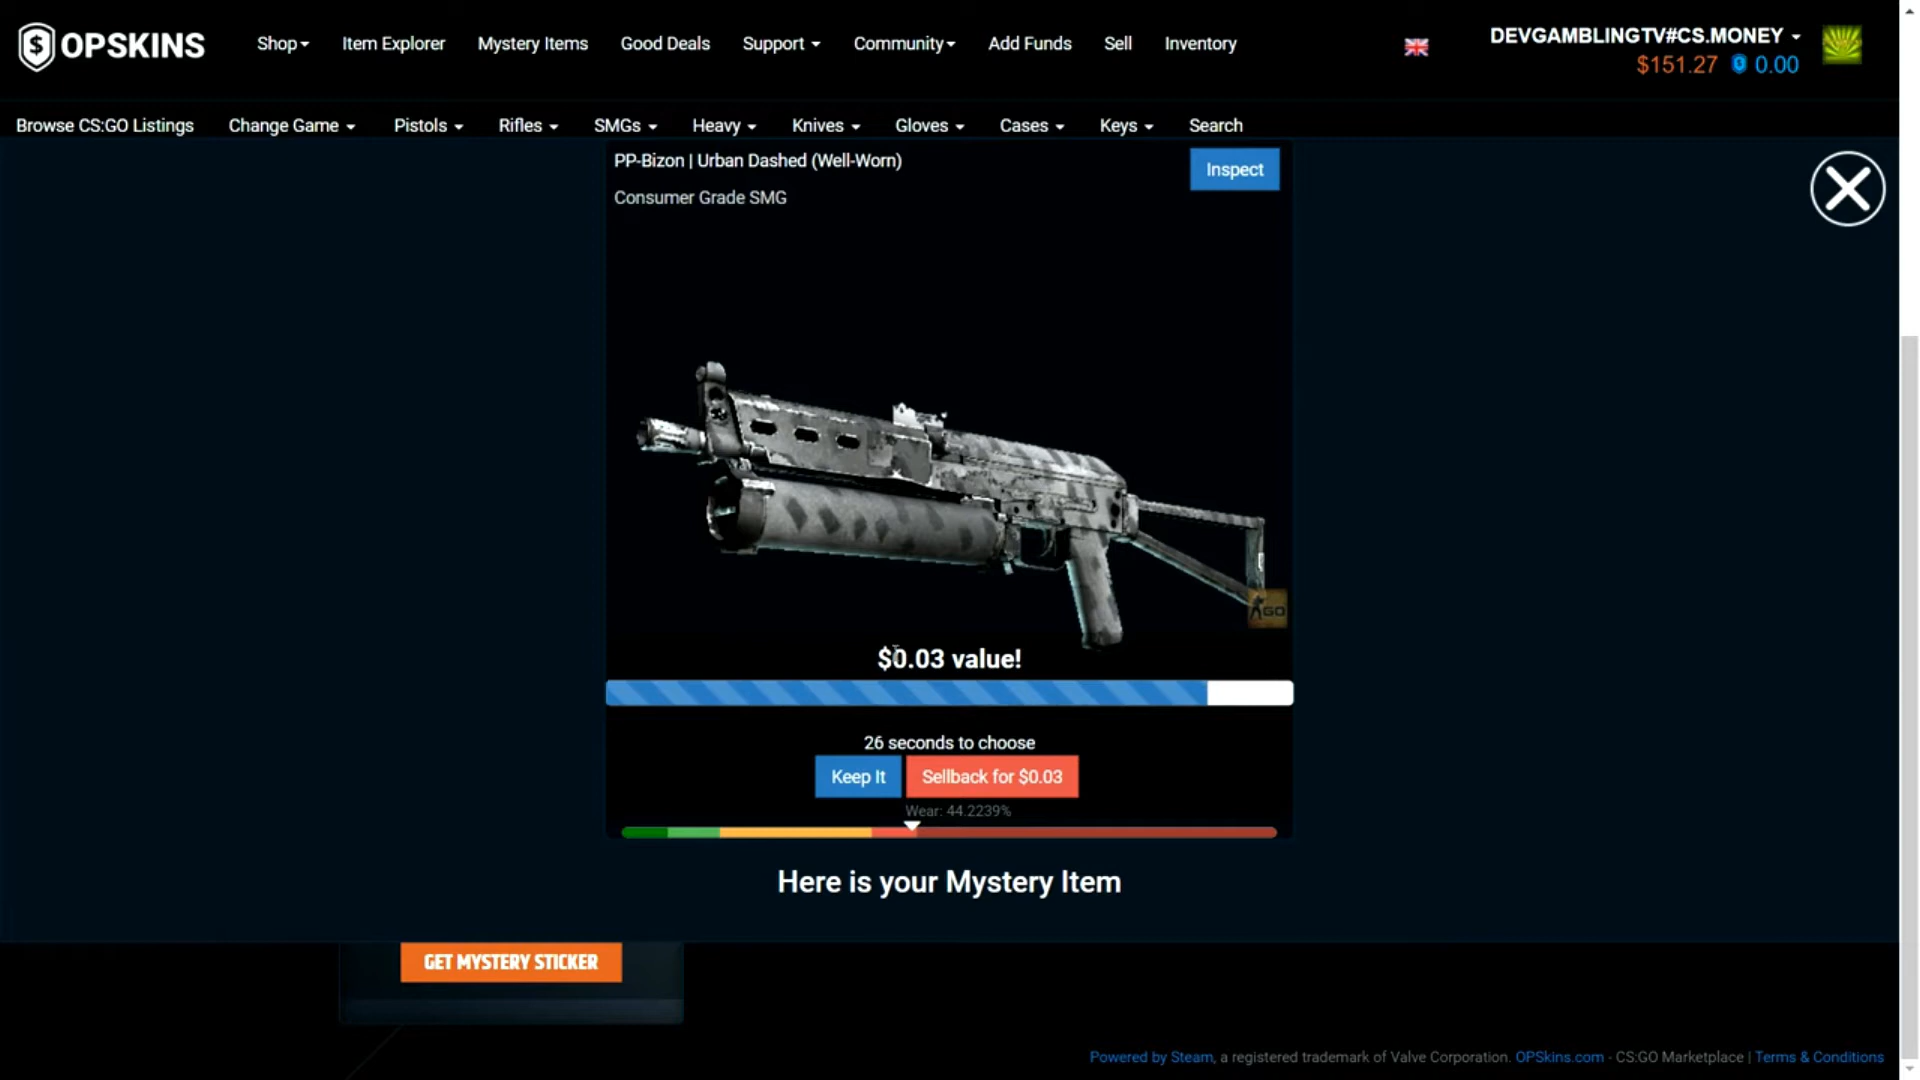 OPSKINS
Shop Item Explorer Mystery Items Good Deals Support Community Add Funds Sell Inventory
DEVGAMBLINGTV#CS.MONEY
$151.27 0.00
Browse CS:GO Listings Change Game Pistols Rifles SMGs Heavy Knives Gloves Cases Keys Search
PP-Bizon | Urban Dashed (Well-Worn)
Inspect
Consumer Grade SMG
GO
$0.03 value!
26 seconds to choose
Keep It Sellback for $0.03
Wear: 44.2239%
Here is your Mystery Item
GET MYSTERY STICKER
Powered by Steam, a registered trademark of Valve Corporation. OPSkins.com - CS:GO Marketplace | Terms & Conditions